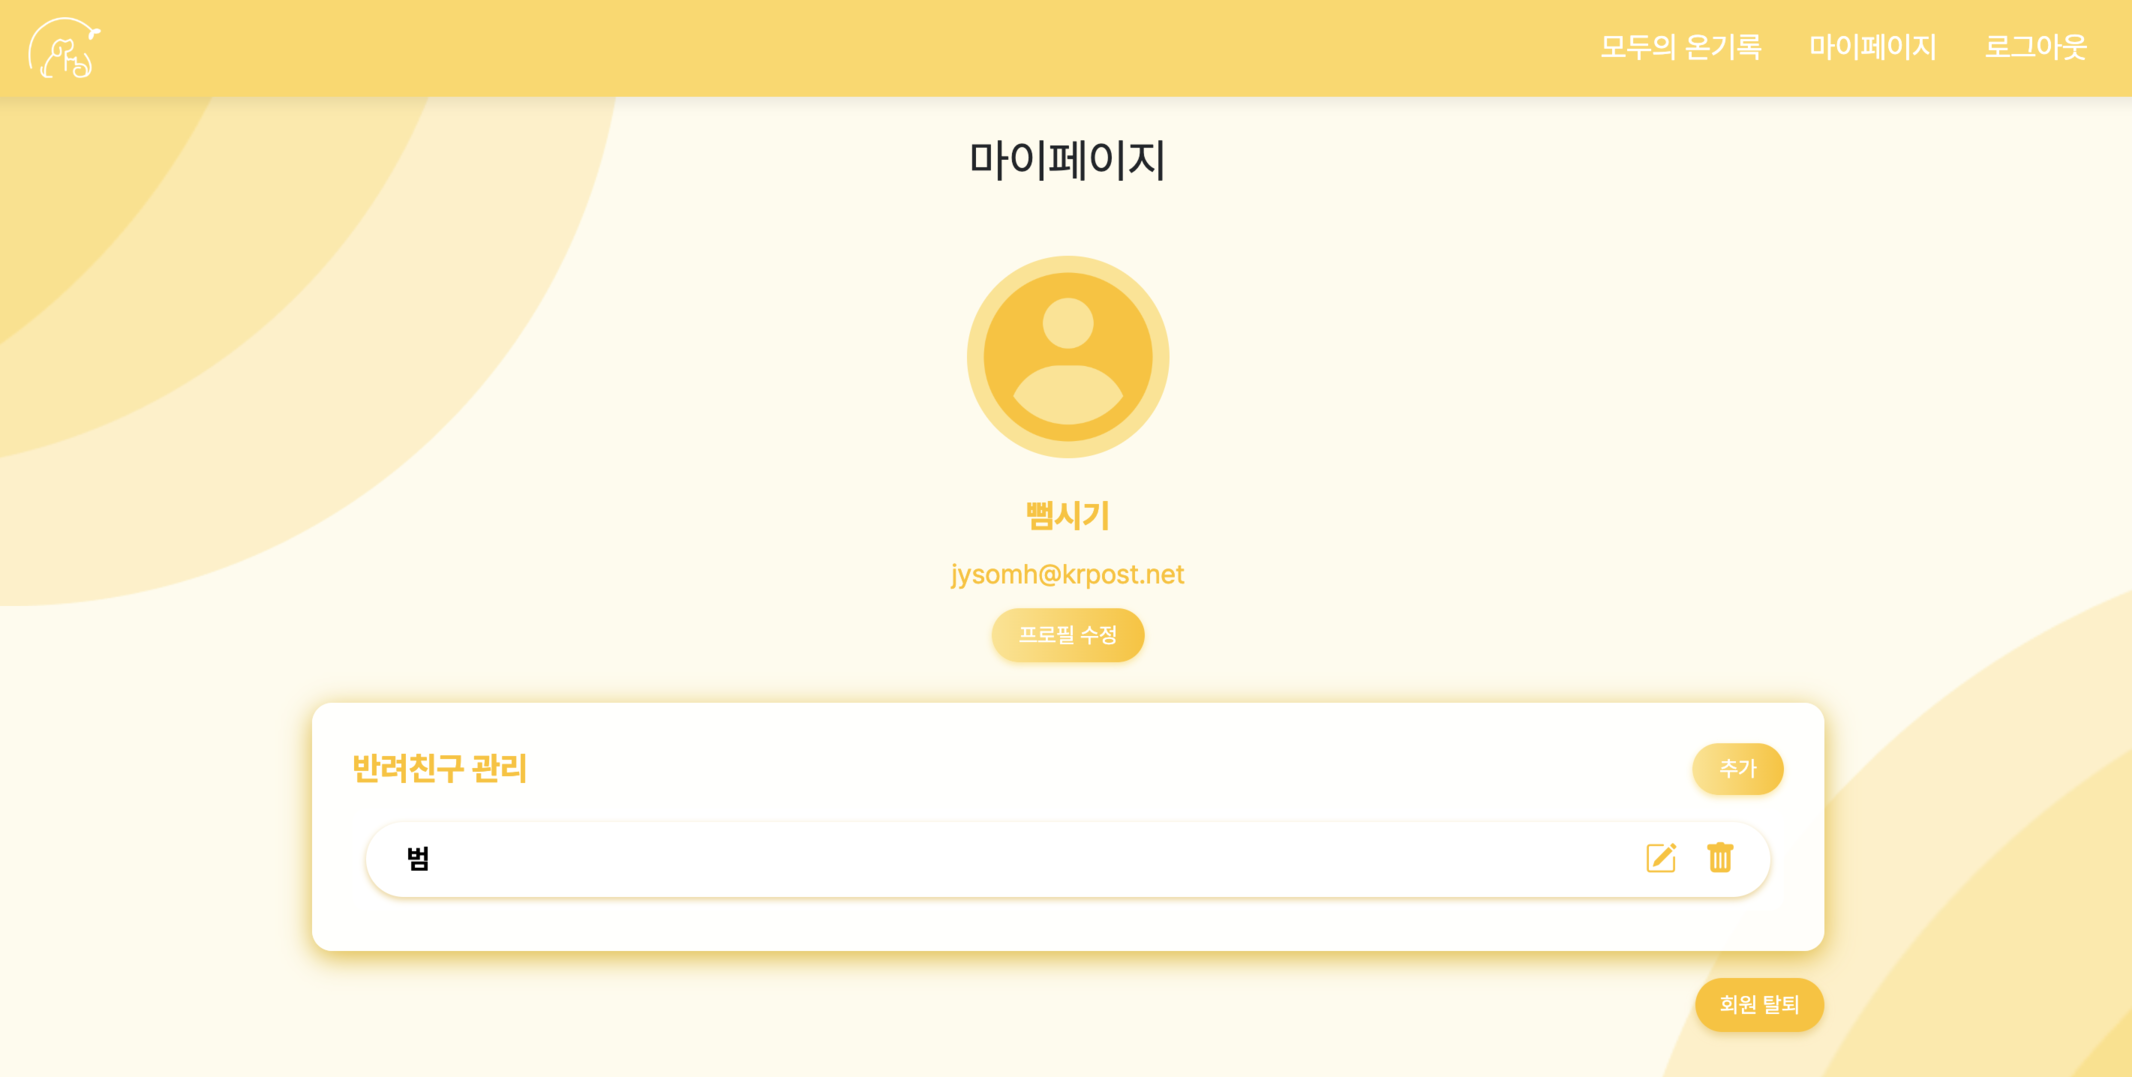 모두의 온기록 마이페이지 로그아웃
마이페이지
뻠시기
jysomh@krpost.net
프로필 수정
반려친구 관리
추가
범
회원 탈퇴